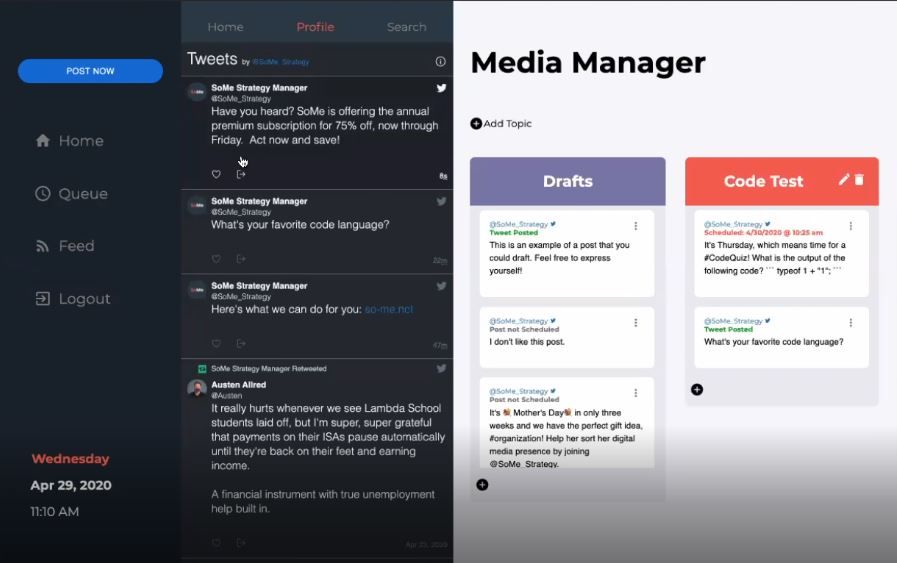 POST NOW
Home
Queue
Feed
Logout
Wednesday
Apr 29, 2020
11:10 AM
Home Profile Search
Tweets by @SoMe_Strategy
SoMe Strategy Manager
@SoMe_Strategy
Have you heard? SoMe is offering the annual
premium subscription for 75% off, now through
Friday. Act now and save!
8s
SoMe Strategy Manager
@SoMe_Strategy
What's your favorite code language?
22m
SoMe Strategy Manager
@SoMe_Strategy
Here's what we can do for you: so-me.net
47m
SoMe Strategy Manager Retweeted
Austen Allred
@Austen
It really hurts whenever we see Lambda School
students laid off, but I'm super, super grateful
that payments on their ISAs pause automatically
until they're back on their feet and earning
income.
A financial instrument with true unemployment
help built in.
Apr 23, 2020
Media Manager
Add Topic
Drafts
@SoMe_Strategy
Tweet Posted
This is an example of a post that you
could draft. Feel free to express
yourself!
@SoMe_Strategy
Post not Scheduled
I don't like this post.
@SoMe_Strategy
Post not Scheduled
It's Mother's Day in only three
weeks and we have the perfect gift idea,
#organization! Help her sort her digital
media presence by joining
@SoMe_Strategy.
Code Test
@SoMe_Strategy
Scheduled: 4/30/2020 @ 10:25 am
It's Thursday, which means time for a
#CodeQuiz! What is the output of the
following code? ``` typeof 1 + "1"; ```
@SoMe_Strategy
Tweet Posted
What's your favorite code language?